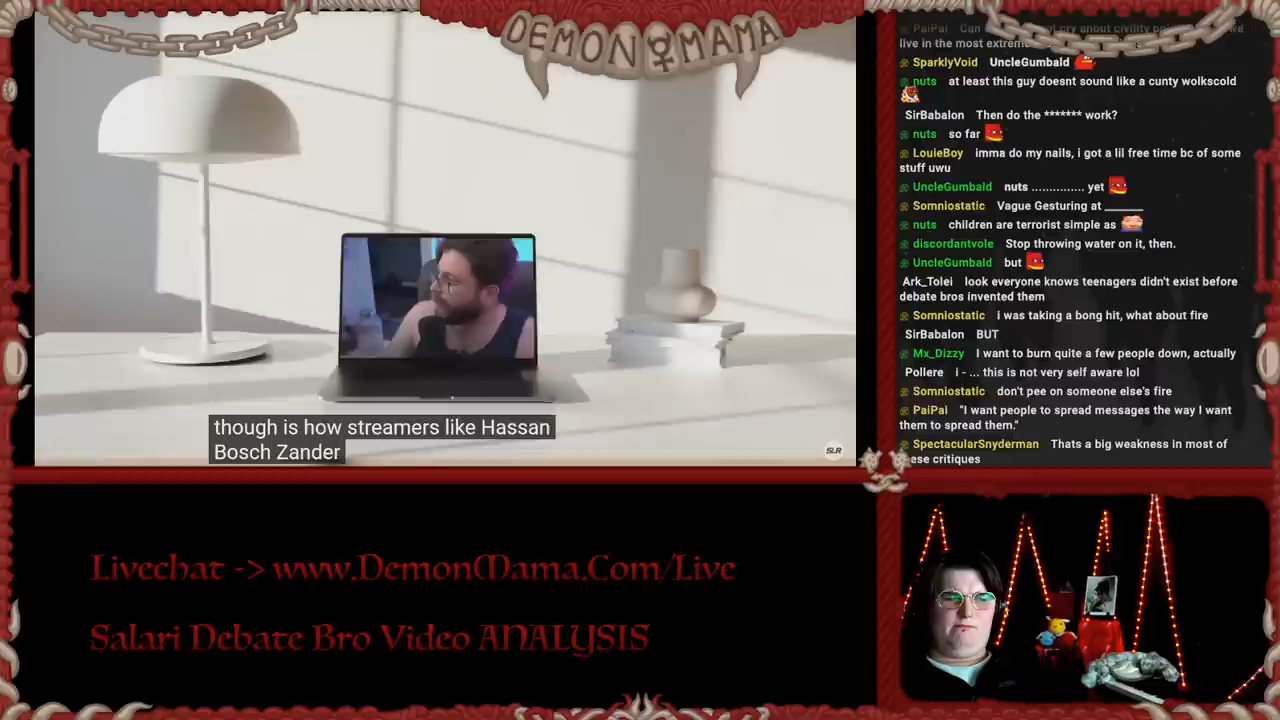 DEMON MAMA
though is how streamers like Hassan
Bosch Zander
SLR
Livechat -> www.DemonMama.Com/Live
Salari Debate Bro Video ANALYSIS
PaiPai Can
live in the most
SparklyVoid UncleGumbald
nuts at least this guy doesnt sound like a cunty wolkscold
SirBabalon Then do the ******* work?
nuts so far
LouieBoy imma do my nails, i got a lil free time bc of some
stuff uwu
UncleGumbald nuts .............. yet
Somniostatic Vague Gesturing at ______
nuts children are terrorist simple as
discordantvole Stop throwing water on it, then.
UncleGumbald but
Ark_Tolei look everyone knows teenagers didn't exist before
debate bros invented them
Somniostatic i was taking a bong hit, what about fire
SirBabalon BUT
Mx_Dizzy I want to burn quite a few people down, actually
Pollere i - ... this is not very self aware lol
Somniostatic don't pee on someone else's fire
PaiPai "I want people to spread messages the way I want
them to spread them."
SpectacularSnyderman Thats a big weakness in most of
critiques